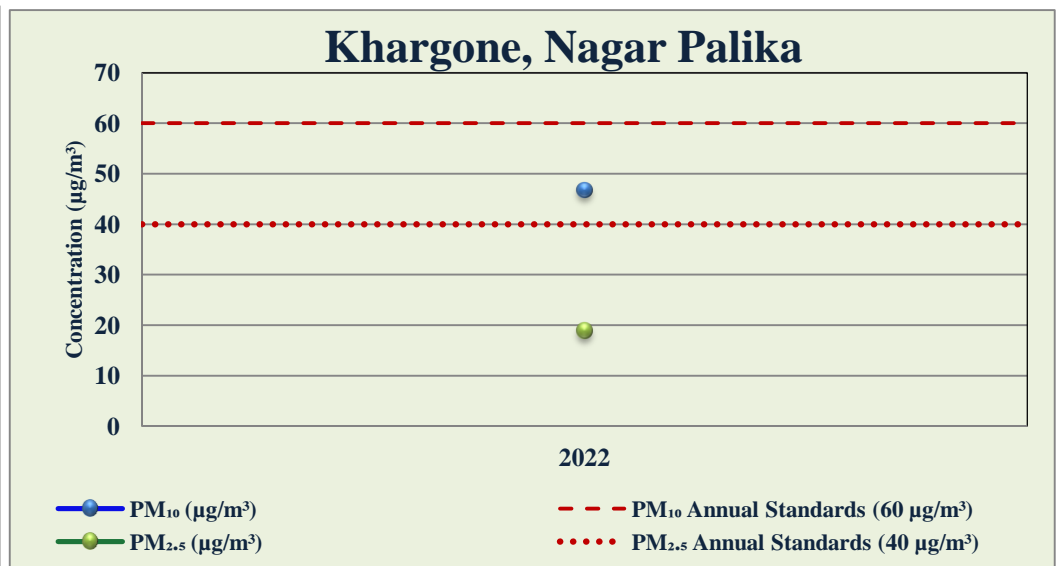 Khargone, Nagar Palika
Concentration (µg/m³)
70
60
50
40
30
20
10
0
2022
PM₁₀ (µg/m³)
PM₁₀ Annual Standards (60 µg/m³)
PM₂.₅ (µg/m³)
PM₂.₅ Annual Standards (40 µg/m³)